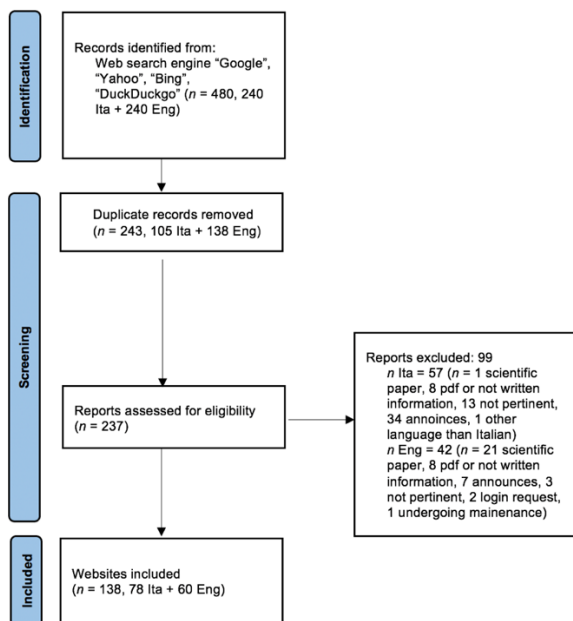 Identification
Records identified from:
Web search engine “Google”,
“Yahoo”, “Bing”,
“DuckDuckgo” (n = 480, 240
Ita + 240 Eng)
Screening
Duplicate records removed
(n = 243, 105 Ita + 138 Eng)
Reports assessed for eligibility
(n = 237)
Reports excluded: 99
n Ita = 57 (n = 1 scientific
paper, 8 pdf or not written
information, 13 not pertinent,
34 annoinces, 1 other
language than Italian)
n Eng = 42 (n = 21 scientific
paper, 8 pdf or not written
information, 7 announces, 3
not pertinent, 2 login request,
1 undergoing mainenance)
Included
Websites included
(n = 138, 78 Ita + 60 Eng)